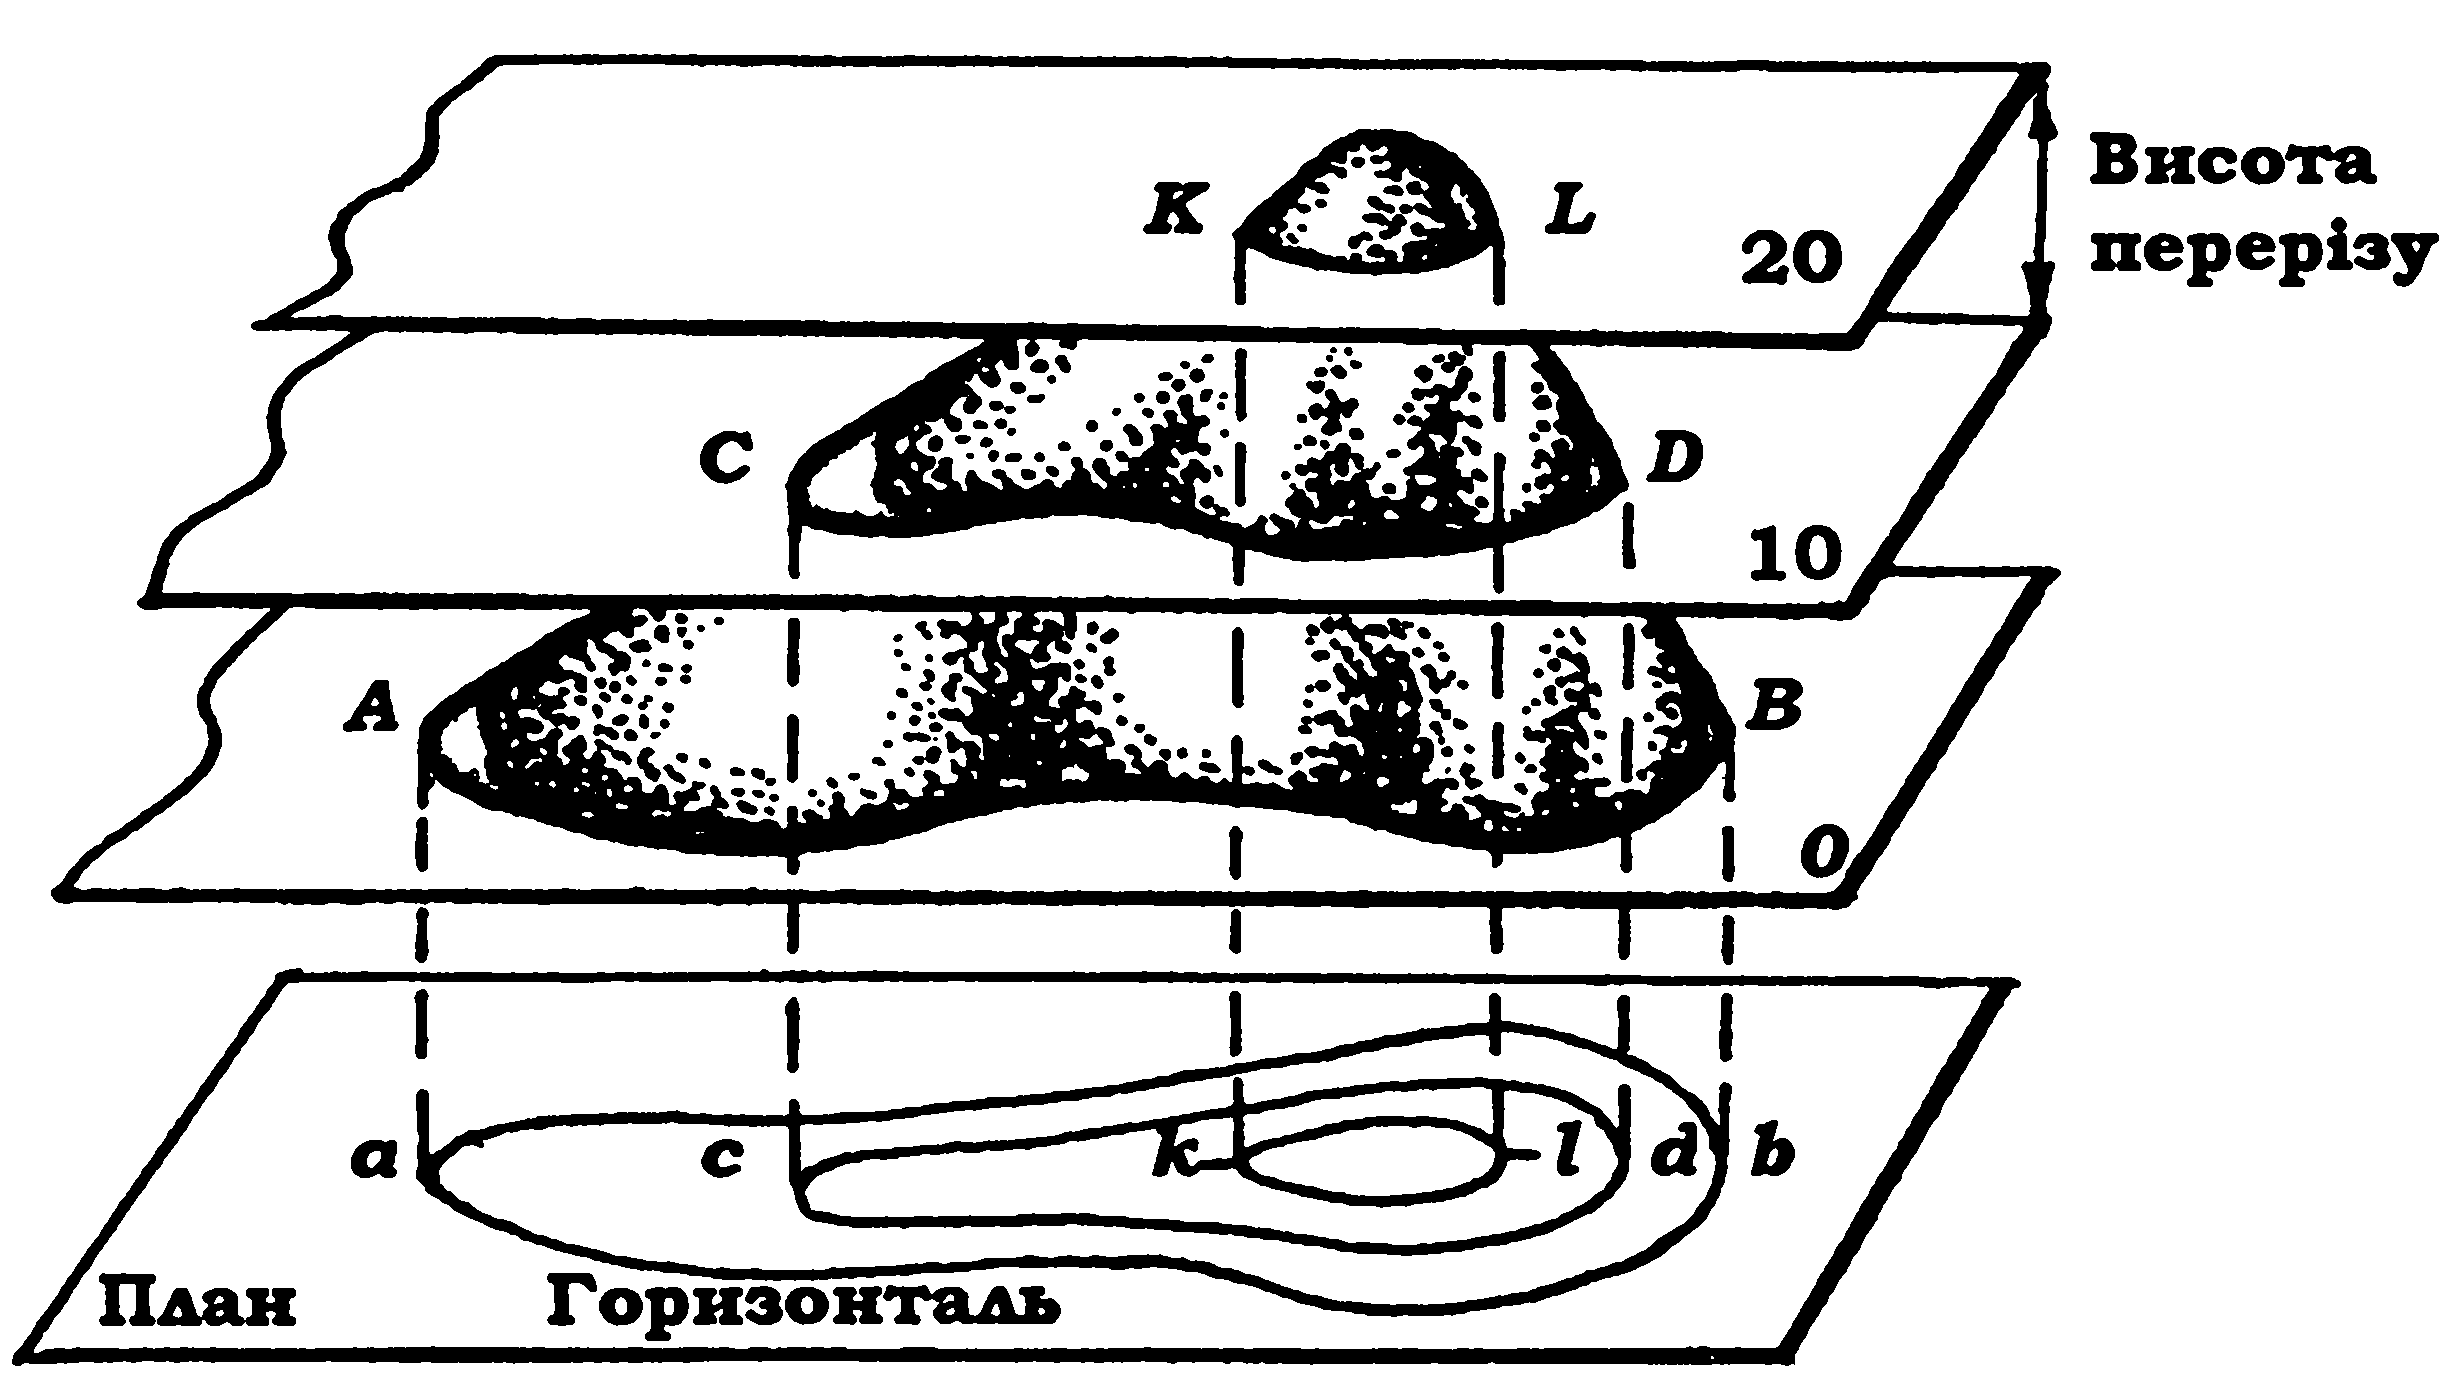 Висота
перерізу
K L
20
C D
10
A B
0
a c k l d b
План Горизонталь